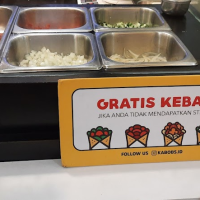 GRATIS KEBA
JIKA ANDA TIDAK MENDAPATKAN ST
FOLLOW US @KABOBS.ID